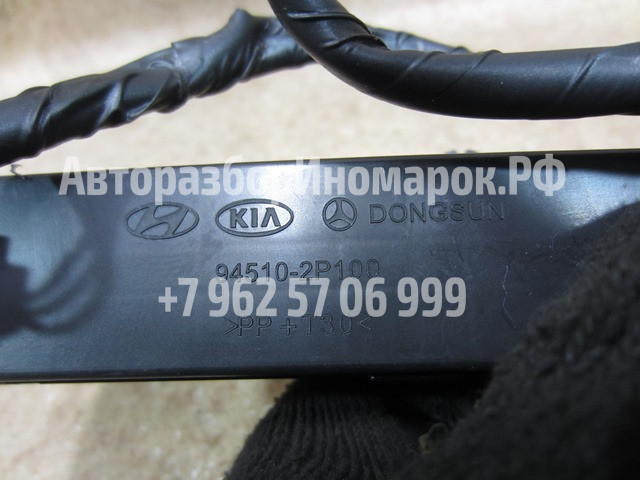 Авторазбор Иномарок.РФ
KIA DONGSUN
94510-2P100
+7 962 57 06 999
>PP+T30<